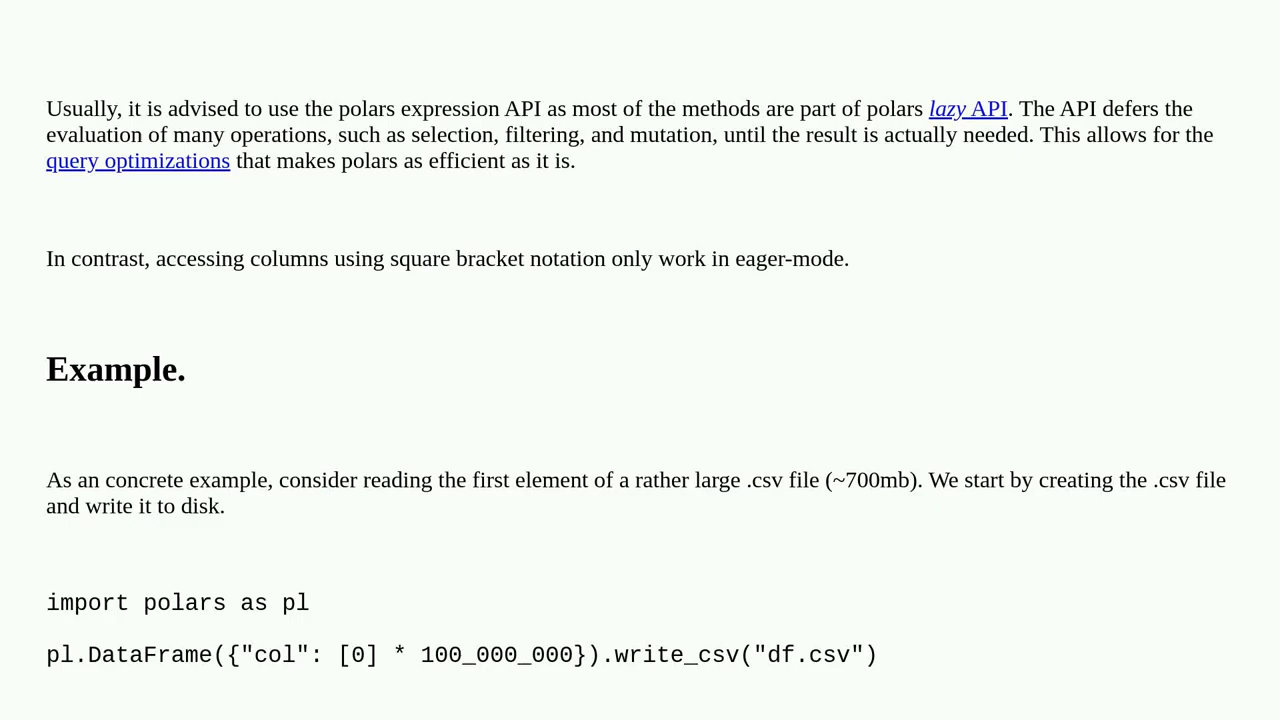 Usually, it is advised to use the polars expression API as most of the methods are part of polars lazy API. The API defers the
evaluation of many operations, such as selection, filtering, and mutation, until the result is actually needed. This allows for the
query optimizations that makes polars as efficient as it is.
In contrast, accessing columns using square bracket notation only work in eager-mode.
Example.
As an concrete example, consider reading the first element of a rather large .csv file (~700mb). We start by creating the .csv file
and write it to disk.
import polars as pl
pl.DataFrame({"col": [0] * 100_000_000}).write_csv("df.csv")